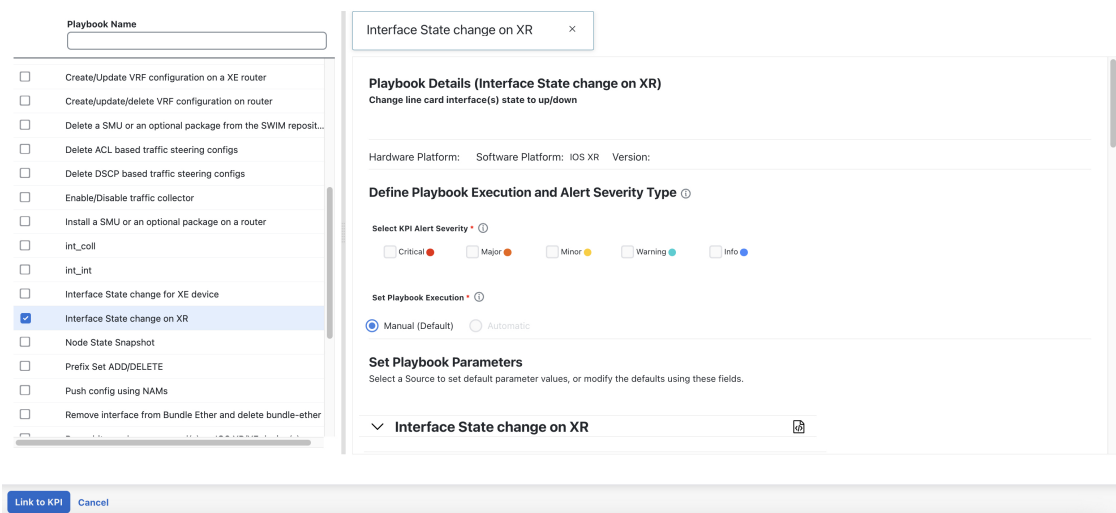 Playbook Name
Create/Update VRF configuration on a XE router
Create/update/delete VRF configuration on router
Delete a SMU or an optional package from the SWIM reposit...
Delete ACL based traffic steering configs
Delete DSCP based traffic steering configs
Enable/Disable traffic collector
Install a SMU or an optional package on a router
int_coll
int_int
Interface State change for XE device
Interface State change on XR
Node State Snapshot
Prefix Set ADD/DELETE
Push config using NAMs
Remove interface from Bundle Ether and delete bundle-ether
Interface State change on XR ×
Playbook Details (Interface State change on XR)
Change line card interface(s) state to up/down
Hardware Platform: Software Platform: IOS XR Version:
Define Playbook Execution and Alert Severity Type
Select KPI Alert Severity *
Critical Major Minor Warning Info
Set Playbook Execution *
Manual (Default) Automatic
Set Playbook Parameters
Select a Source to set default parameter values, or modify the defaults using these fields.
Interface State change on XR
Link to KPI Cancel